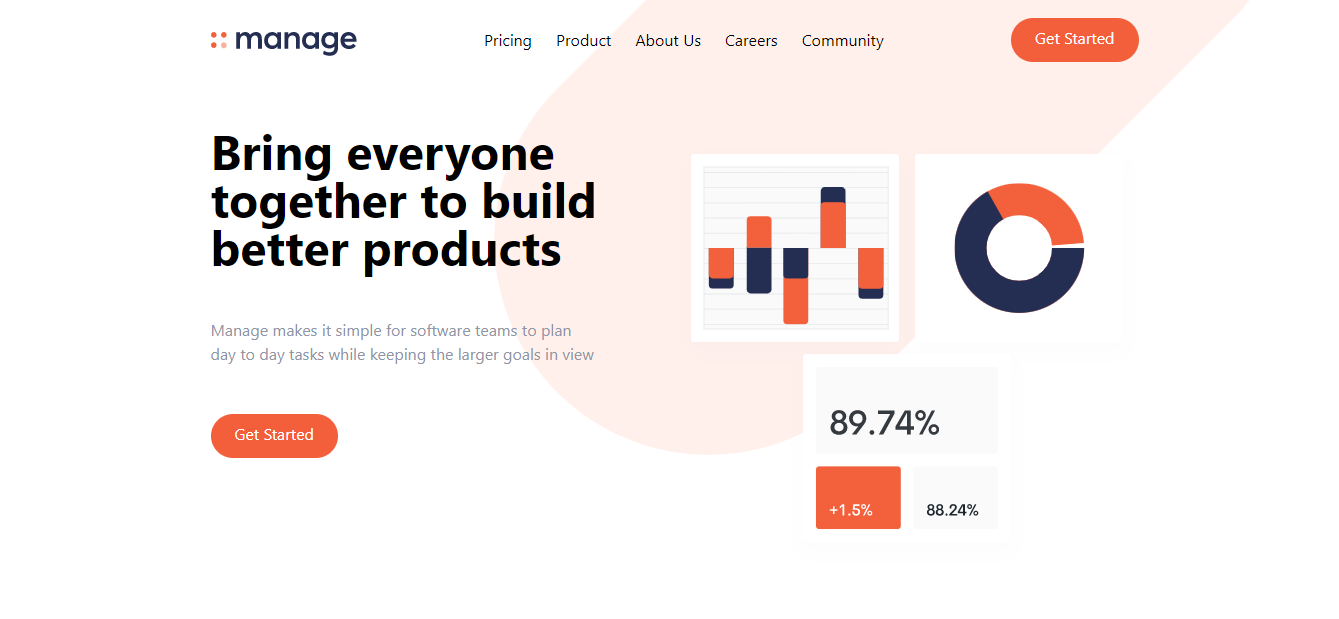 manage
Pricing
Product
About Us
Careers
Community
Get Started
Bring everyone
together to build
better products
Manage makes it simple for software teams to plan
day to day tasks while keeping the larger goals in view
Get Started
89.74%
+1.5%
88.24%